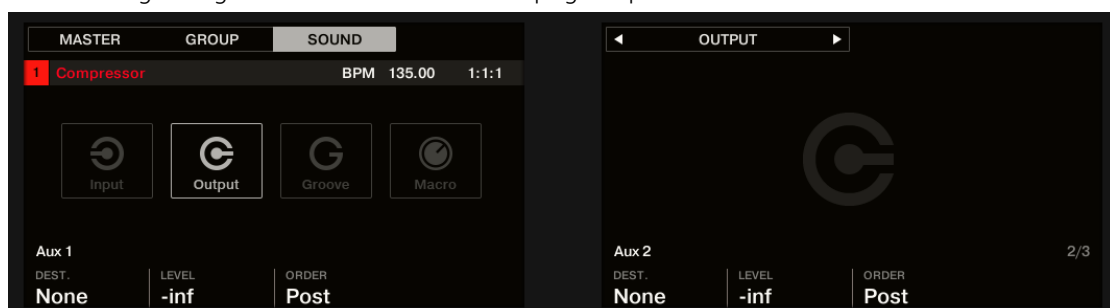 MASTER GROUP SOUND
1 Compressor BPM 135.00 1:1:1
Input Output Groove Macro
Aux 1
DEST. LEVEL ORDER
None -inf Post
OUTPUT
Aux 2 2/3
DEST. LEVEL ORDER
None -inf Post